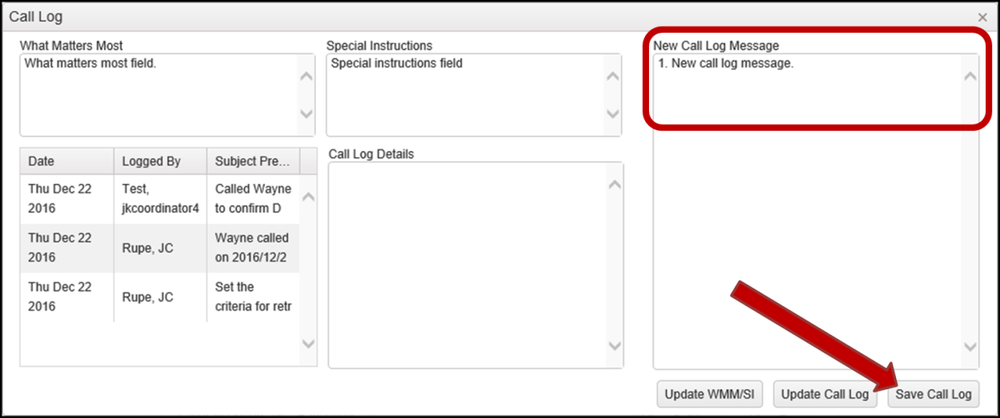 Call Log
What Matters Most
What matters most field.
Special Instructions
Special instructions field
New Call Log Message
1. New call log message.
Date Logged By Subject Pre...
Thu Dec 22
2016
Test,
jkcoordinator4
Called Wayne
to confirm D
Thu Dec 22
2016
Rupe, JC
Wayne called
on 2016/12/2
Thu Dec 22
2016
Rupe, JC
Set the
criteria for retr
Call Log Details
Update WMM/SI Update Call Log Save Call Log